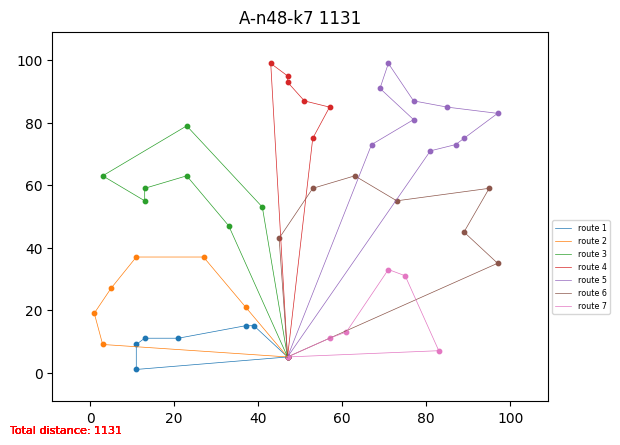 A-n48-k7 1131
100
80
60
40
20
0
0 20 40 60 80 100
route 1
route 2
route 3
route 4
route 5
route 6
route 7
Total distance: 1131